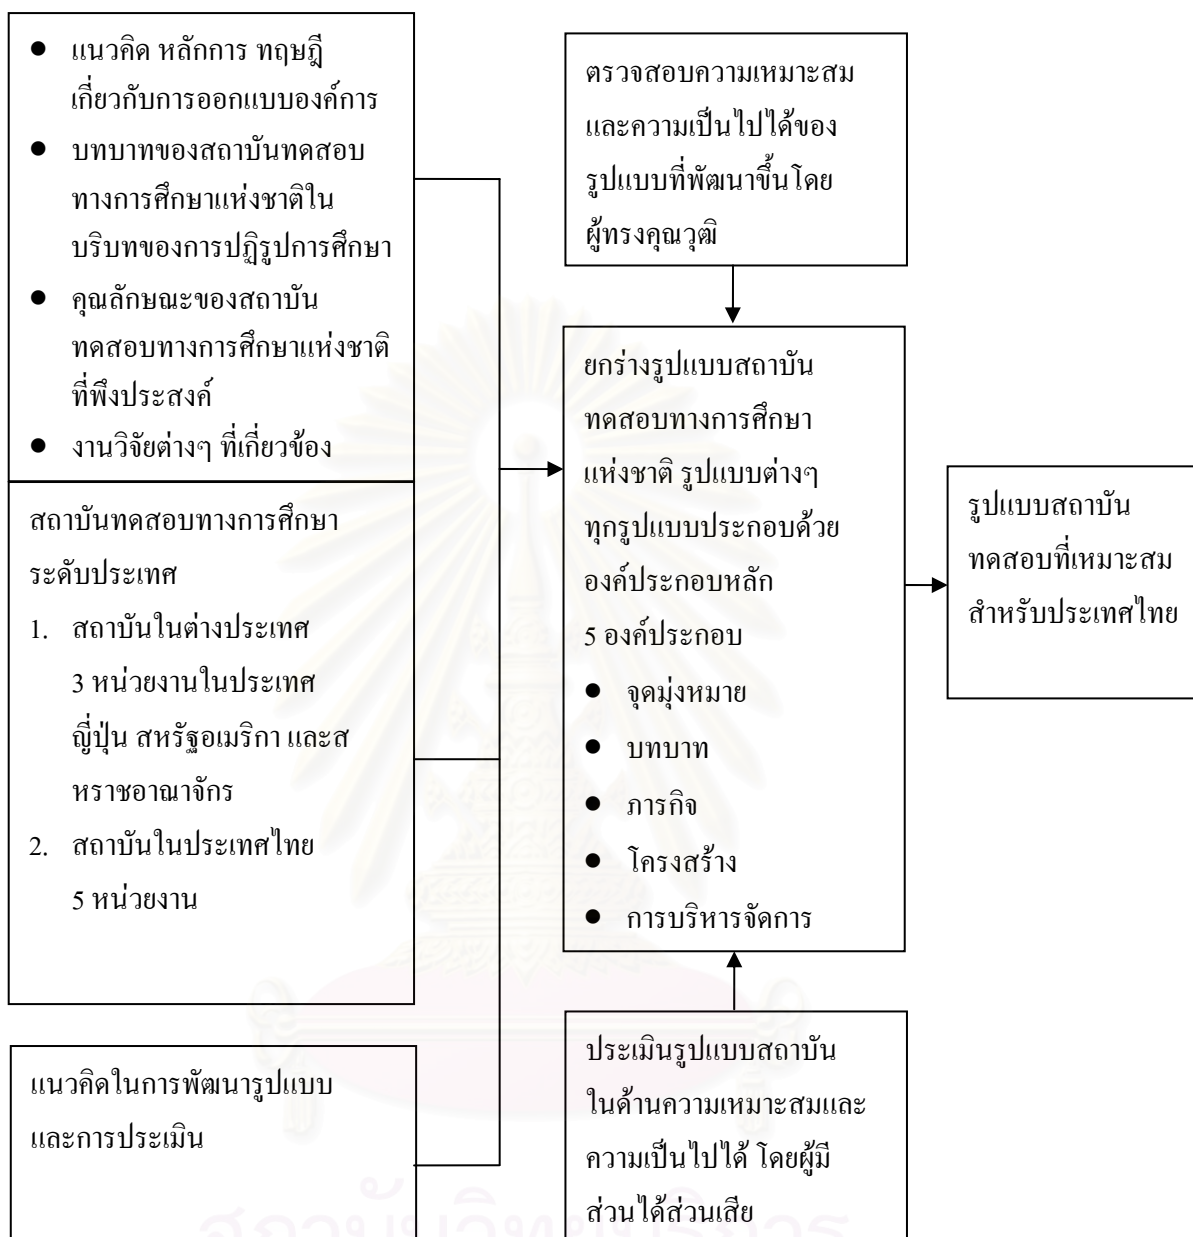 ● แนวคิด หลักการ ทฤษฎี
เกี่ยวกับการออกแบบองค์การ
● บทบาทของสถาบันทดสอบ
ทางการศึกษาแห่งชาติใน
บริบทของการปฏิรูปการศึกษา
● คุณลักษณะของสถาบัน
ทดสอบทางการศึกษาแห่งชาติ
ที่พึงประสงค์
● งานวิจัยต่างๆ ที่เกี่ยวข้อง
สถาบันทดสอบทางการศึกษา
ระดับประเทศ
1. สถาบันในต่างประเทศ
3 หน่วยงานในประเทศ
ญี่ปุ่น สหรัฐอเมริกา และส
หราชอาณาจักร
2. สถาบันในประเทศไทย
5 หน่วยงาน
แนวคิดในการพัฒนารูปแบบ
และการประเมิน
ตรวจสอบความเหมาะสม
และความเป็นไปได้ของ
รูปแบบที่พัฒนาขึ้นโดย
ผู้ทรงคุณวุฒิ
ยกร่างรูปแบบสถาบัน
ทดสอบทางการศึกษา
แห่งชาติ รูปแบบต่างๆ
ทุกรูปแบบประกอบด้วย
องค์ประกอบหลัก
5 องค์ประกอบ
● จุดมุ่งหมาย
● บทบาท
● ภารกิจ
● โครงสร้าง
● การบริหารจัดการ
ประเมินรูปแบบสถาบัน
ในด้านความเหมาะสมและ
ความเป็นไปได้ โดยผู้มี
ส่วนได้ส่วนเสีย
รูปแบบสถาบัน
ทดสอบที่เหมาะสม
สำหรับประเทศไทย
สถาบันวิทยบริการ